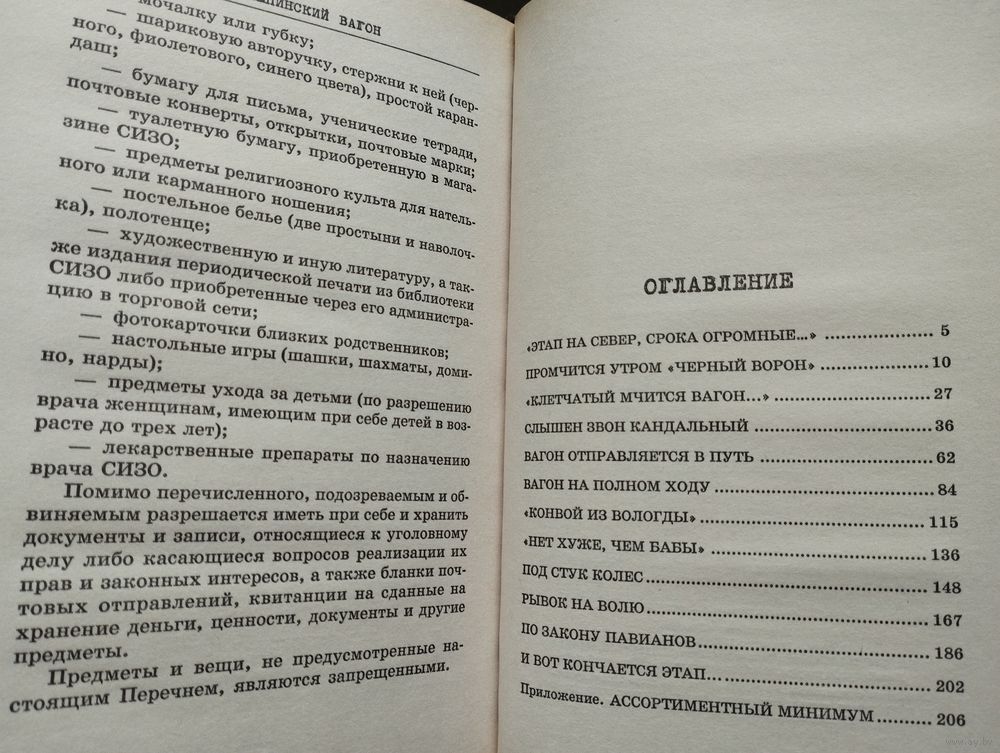 ВАГОН
мочалку или губку;
— шариковую авторучку, стержни к ней (чер-
ного, фиолетового, синего цвета), простой каран-
даш;
— бумагу для письма, ученические тетради,
почтовые конверты, открытки, почтовые марки;
— туалетную бумагу, приобретенную в мага-
зине СИЗО;
— предметы религиозного культа для натель-
ного или карманного ношения;
— постельное белье (две простыни и наволоч-
ка), полотенце;
— художественную и иную литературу, а так-
же издания периодической печати из библиотеки
СИЗО либо приобретенные через его администра-
цию в торговой сети;
— фотокарточки близких родственников;
— настольные игры (шашки, шахматы, доми-
но, нарды);
— предметы ухода за детьми (по разрешению
врача женщинам, имеющим при себе детей в воз-
расте до трех лет);
— лекарственные препараты по назначению
врача СИЗО.
Помимо перечисленного, подозреваемым и об-
виняемым разрешается иметь при себе и хранить
документы и записи, относящиеся к уголовному
делу либо касающиеся вопросов реализации их
прав и законных интересов, а также бланки поч-
товых отправлений, квитанции на сданные на
хранение деньги, ценности, документы и другие
предметы.
Предметы и вещи, не предусмотренные на-
стоящим Перечнем, являются запрещенными.
ОГЛАВЛЕНИЕ
«ЭТАП НА СЕВЕР, СРОКА ОГРОМНЫЕ...» 5
ПРОМЧИТСЯ УТРОМ «ЧЕРНЫЙ ВОРОН» 10
«КЛЕТЧАТЫЙ МЧИТСЯ ВАГОН...» 27
СЛЫШЕН ЗВОН КАНДАЛЬНЫЙ 36
ВАГОН ОТПРАВЛЯЕТСЯ В ПУТЬ 62
ВАГОН НА ПОЛНОМ ХОДУ 84
«КОНВОЙ ИЗ ВОЛОГДЫ» 115
«НЕТ ХУЖЕ, ЧЕМ БАБЫ» 136
ПОД СТУК КОЛЕС 148
РЫВОК НА ВОЛЮ 167
ПО ЗАКОНУ ПАВИАНОВ 186
И ВОТ КОНЧАЕТСЯ ЭТАП... 202
Приложение. АССОРТИМЕНТНЫЙ МИНИМУМ 206